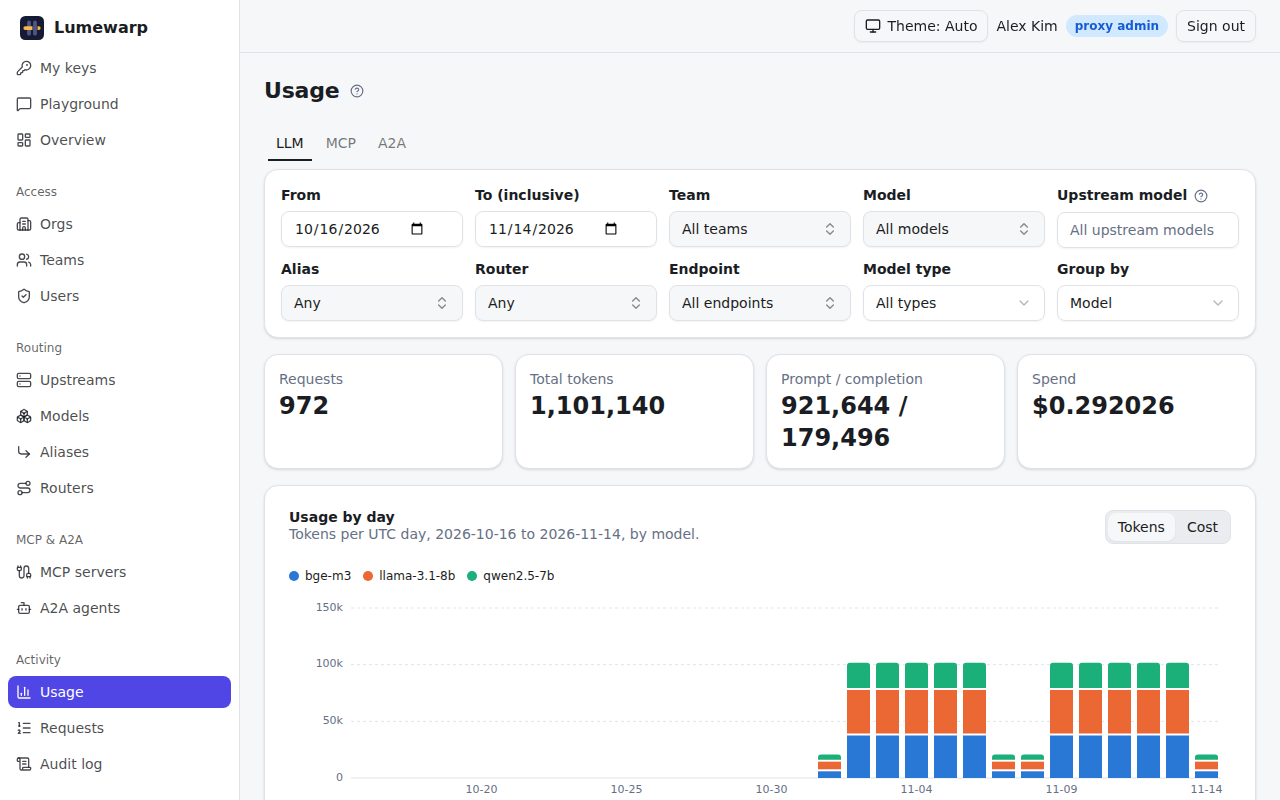 Lumewarp
My keys
Playground
Overview
Access
Orgs
Teams
Users
Routing
Upstreams
Models
Aliases
Routers
MCP & A2A
MCP servers
A2A agents
Activity
Usage
Requests
Audit log
Theme: Auto
Alex Kim
proxy admin
Sign out
Usage
LLM MCP A2A
From To (inclusive) Team Model Upstream model
10/16/2026 11/14/2026 All teams All models All upstream models
Alias Router Endpoint Model type Group by
Any Any All endpoints All types Model
Requests
972
Total tokens
1,101,140
Prompt / completion
921,644 /
179,496
Spend
$0.292026
Usage by day
Tokens per UTC day, 2026-10-16 to 2026-11-14, by model.
Tokens Cost
bge-m3 llama-3.1-8b qwen2.5-7b
150k
100k
50k
0
10-20 10-25 10-30 11-04 11-09 11-14